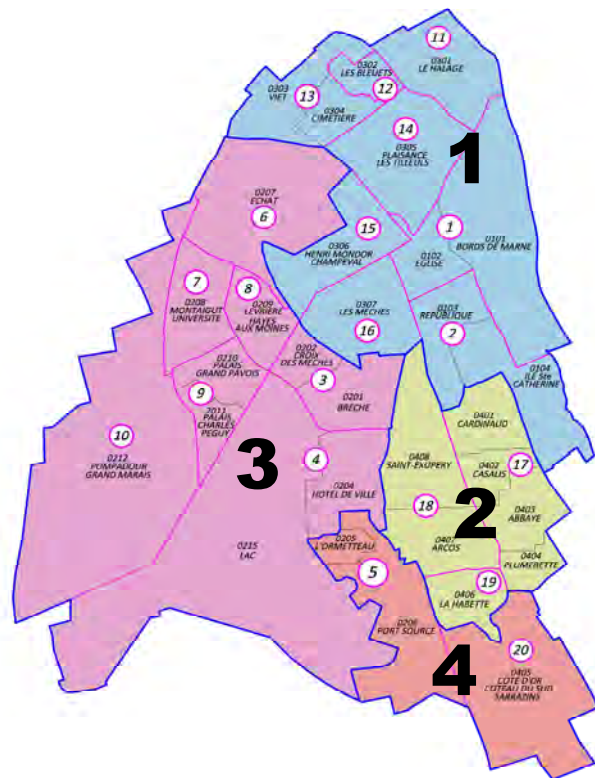 11
0301
LE HALAGE
0302
LES BLEUETS
12
0303
VIET
13
0304
CIMETIERE
14
0305
PLAISANCE
LES TILLEULS
1
0207
ECHAT
6
15
0306
HENRI MONDOR
CHAMPEVAL
1
0101
BORDS DE MARNE
0102
EGLISE
7
0208
MONTAIGUT
UNIVERSITE
8
0209
LEVRIERE
HAYES
AUX MOINES
0307
LES MECHES
16
0103
REPUBLIQUE
2
0104
ILE Ste
CATHERINE
0202
CROIX
DES MECHES
3
0210
PALAIS
GRAND PAVOIS
9
2011
PALAIS
CHARLES
PEGUY
0201
BRECHE
0401
CARDINAUD
10
0212
POMPADOUR
GRAND MARAIS
3
4
0204
HOTEL DE VILLE
0408
SAINT-EXUPERY
0402
CASALIS
17
18
2
0403
ABBAYE
0407
ARCOS
0404
PLUMERETTE
0215
LAC
0205
L'ORMETTEAU
5
19
0406
LA HABETTE
0206
PORT SOURCE
4
20
0405
COTE D'OR
COTEAU DU SUD
SARRAZINS